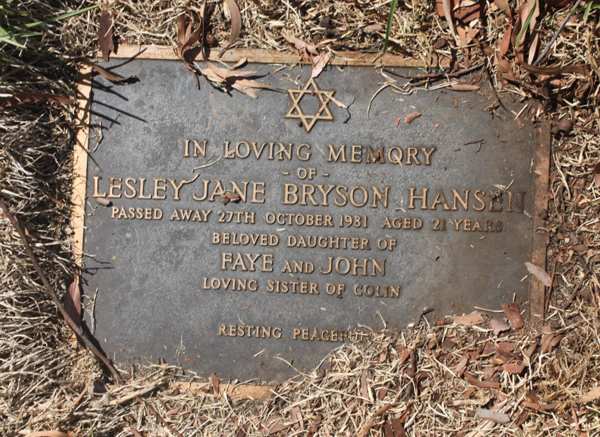 IN LOVING MEMORY
- OF -
LESLEY JANE BRYSON HANSEN
PASSED AWAY 27TH OCTOBER 1981 AGED 21 YEARS
BELOVED DAUGHTER OF
FAYE AND JOHN
LOVING SISTER OF COLIN
RESTING